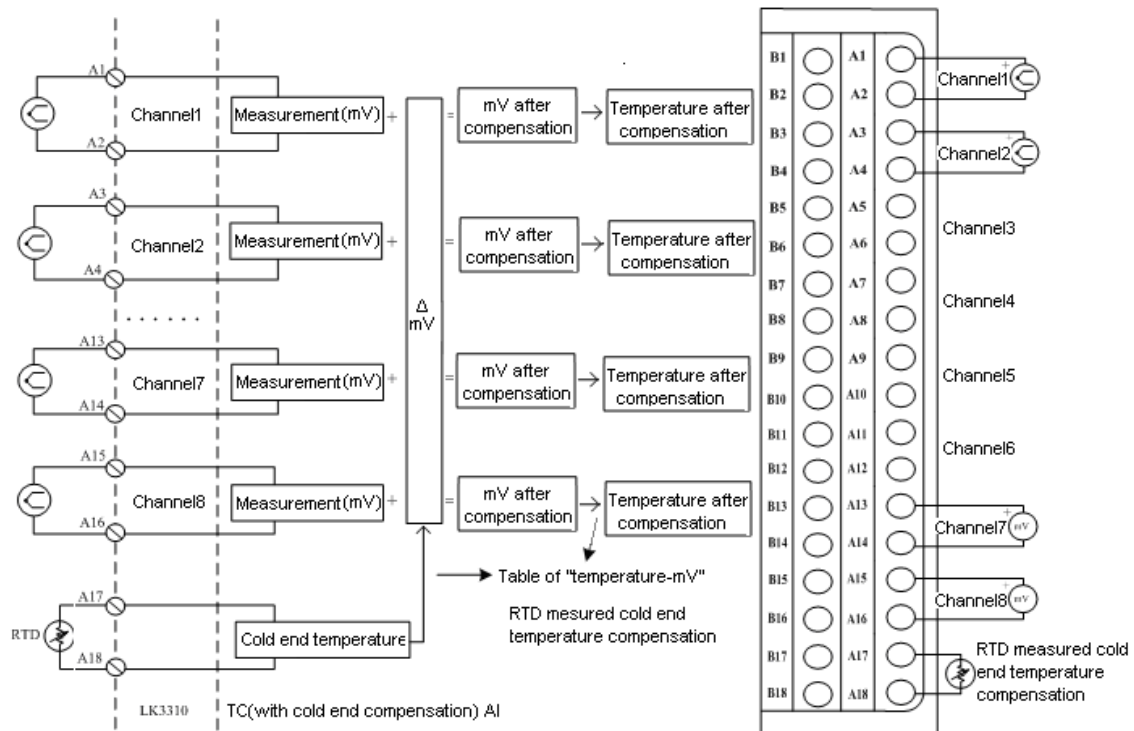 A1
Channel1
A2
Measurement(mV)
+
=
mV after
compensation
Temperature after
compensation
A3
Channel2
A4
Measurement(mV)
+
=
mV after
compensation
Temperature after
compensation
. . . . . .
Δ
mV
A13
Channel7
A14
Measurement(mV)
+
=
mV after
compensation
Temperature after
compensation
A15
Channel8
A16
Measurement(mV)
+
=
mV after
compensation
Temperature after
compensation
Table of "temperature-mV"
A17
RTD
A18
Cold end temperature
RTD mesured cold end
temperature compensation
LK3310
TC(with cold end compensation) AI
B1 A1
B2 A2
B3 A3
B4 A4
B5 A5
B6 A6
B7 A7
B8 A8
B9 A9
B10 A10
B11 A11
B12 A12
B13 A13
B14 A14
B15 A15
B16 A16
B17 A17
B18 A18
+
Channel1
+
Channel2
Channel3
Channel4
Channel5
Channel6
+
Channel7
mV
+
Channel8
mV
RTD measured cold
end temperature
compensation